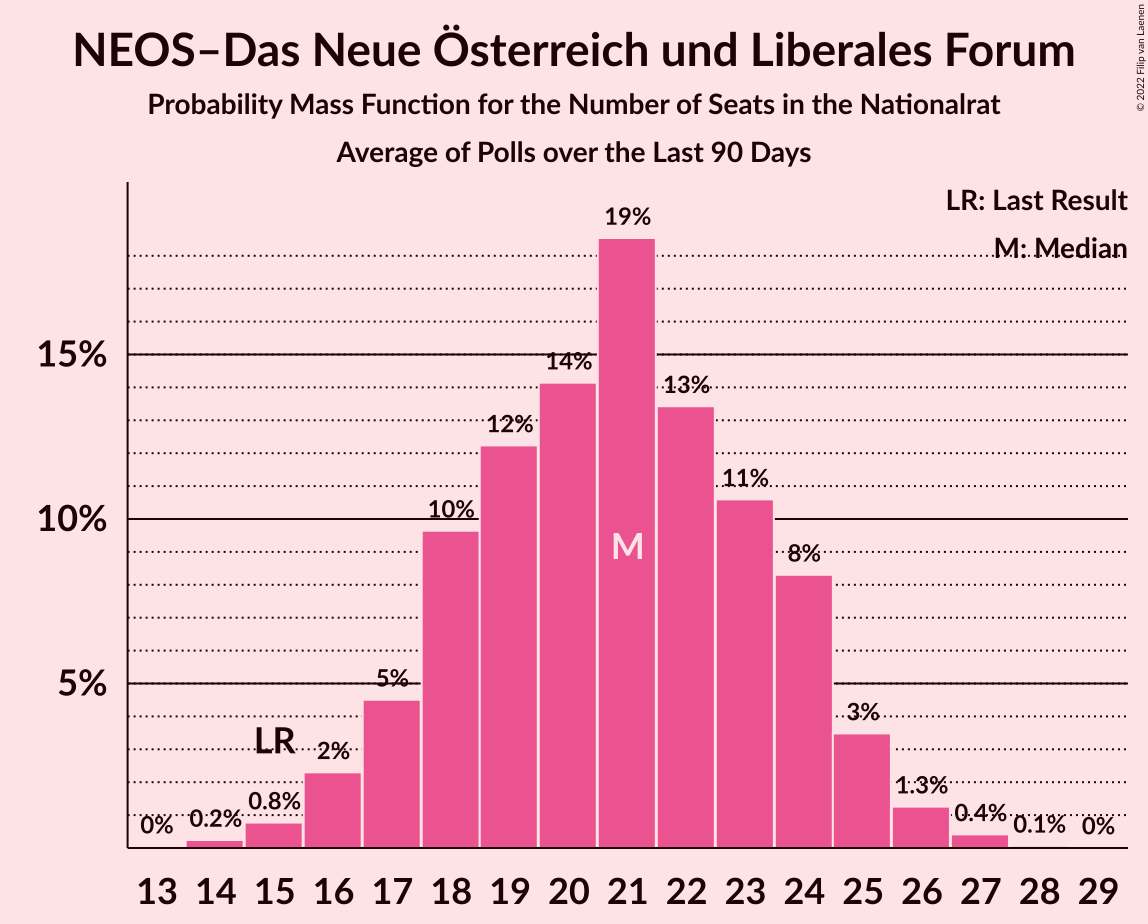 NEOS–Das Neue Österreich und Liberales Forum
Probability Mass Function for the Number of Seats in the Nationalrat
Average of Polls over the Last 90 Days
© 2022 Filip van Laenen
LR: Last Result
M: Median
15%
10%
5%
0%
0.2%
0.8%
LR
2%
5%
10%
12%
14%
19%
M
13%
11%
8%
3%
1.3%
0.4%
0.1%
0%
13 14 15 16 17 18 19 20 21 22 23 24 25 26 27 28 29